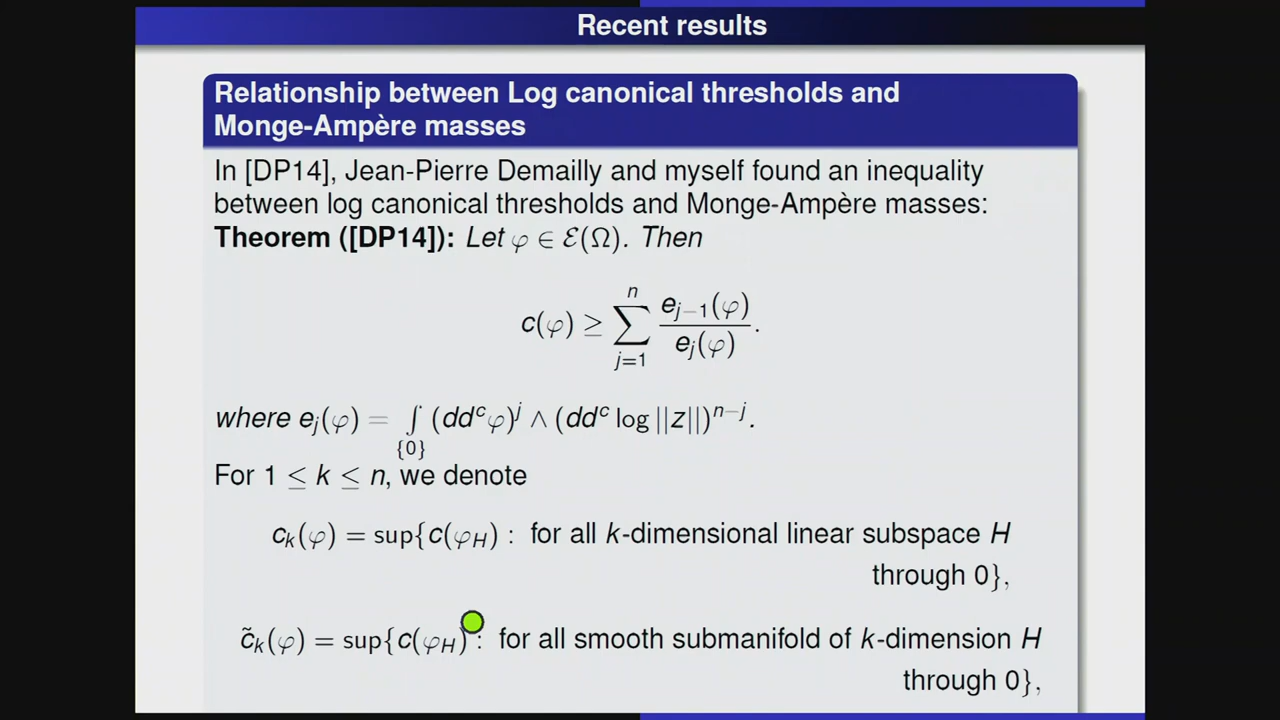 Recent results
Relationship between Log canonical thresholds and
Monge-Ampère masses
In [DP14], Jean-Pierre Demailly and myself found an inequality
between log canonical thresholds and Monge-Ampère masses:
Theorem ([DP14]): Let φ ∈ ℰ(Ω). Then
c(φ) ≥ ∑_{j=1}^{n} e_{j−1}(φ) / e_j(φ).
where e_j(φ) = ∫_{{0}} (dd^cφ)^j ∧ (dd^c log ||z||)^{n−j}.
For 1 ≤ k ≤ n, we denote
c_k(φ) = sup{c(φ_H) : for all k-dimensional linear subspace H
through 0},
c̃_k(φ) = sup{c(φ_H) : for all smooth submanifold of k-dimension H
through 0},